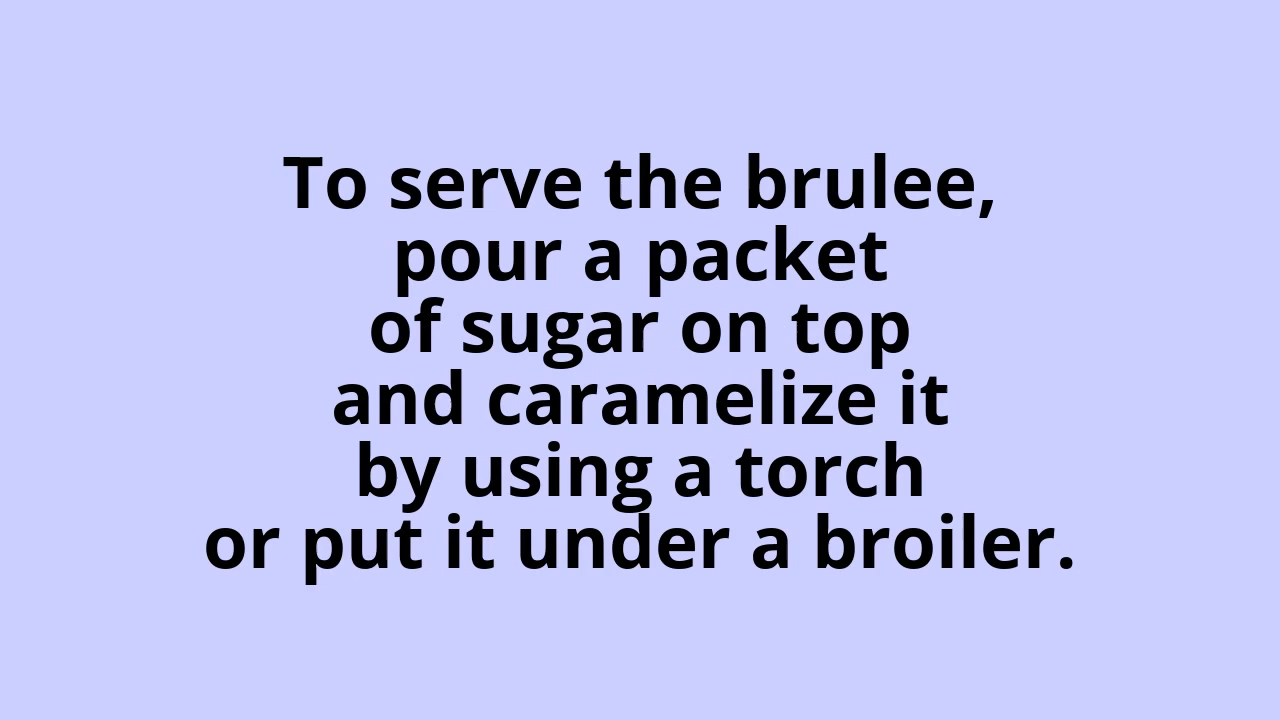 To serve the brulee,
pour a packet
of sugar on top
and caramelize it
by using a torch
or put it under a broiler.